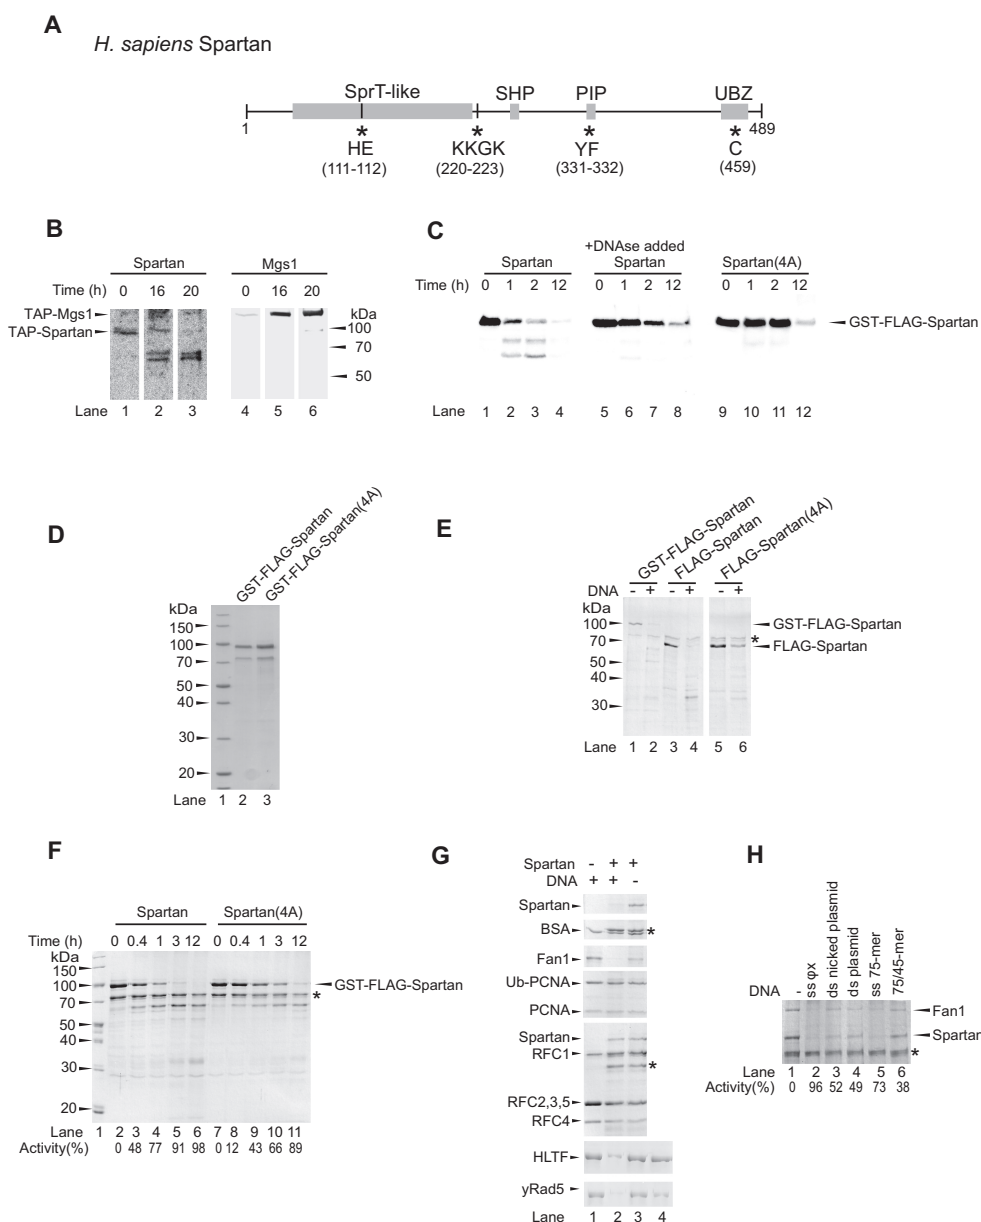 A
H. sapiens Spartan
SprT-like SHP PIP UBZ
1 489
* * * *
HE KKGK YF C
(111-112) (220-223) (331-332) (459)
B
Spartan Mgs1
Time (h) 0 16 20 0 16 20
TAP-Mgs1 kDa
TAP-Spartan 100
70
50
Lane 1 2 3 4 5 6
C
+DNAse added
Spartan Spartan Spartan(4A)
Time (h) 0 1 2 12 0 1 2 12 0 1 2 12
GST-FLAG-Spartan
Lane 1 2 3 4 5 6 7 8 9 10 11 12
D
GST-FLAG-Spartan
GST-FLAG-Spartan(4A)
kDa
150
100
70
50
40
30
20
Lane 1 2 3
E
GST-FLAG-Spartan
FLAG-Spartan
FLAG-Spartan(4A)
DNA - + - + - +
kDa
100 GST-FLAG-Spartan
70 *
FLAG-Spartan
50
40
30
Lane 1 2 3 4 5 6
F
Spartan Spartan(4A)
Time (h) 0 0.4 1 3 12 0 0.4 1 3 12
kDa
150
100 GST-FLAG-Spartan
70 *
50
40
30
20
Lane 1 2 3 4 5 6 7 8 9 10 11
Activity(%) 0 48 77 91 98 0 12 43 66 89
G
Spartan - + +
DNA + + -
Spartan
BSA *
Fan1
Ub-PCNA
PCNA
Spartan
RFC1
*
RFC2,3,5
RFC4
HLTF
yRad5
Lane 1 2 3 4
H
DNA - ss φx ds nicked plasmid ds plasmid ss 75-mer 75/45-mer
Fan1
Spartan
*
Lane 1 2 3 4 5 6
Activity(%) 0 96 52 49 73 38